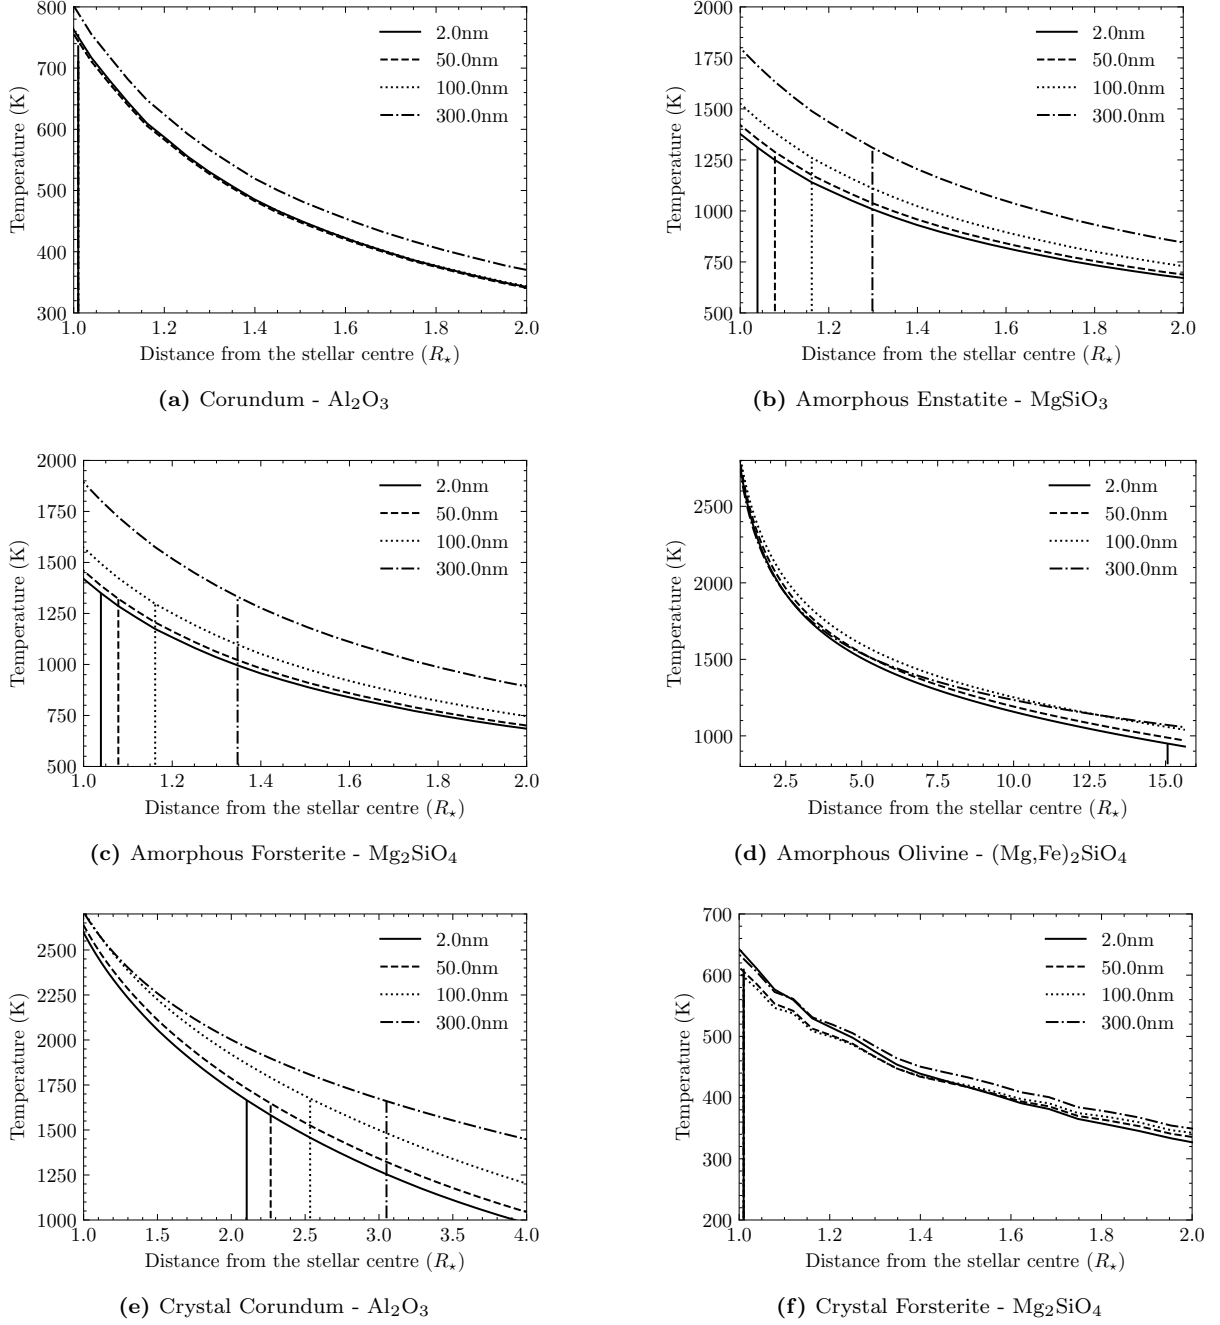 800
700
600
500
400
300
1.0 1.2 1.4 1.6 1.8 2.0
Temperature (K)
Distance from the stellar centre (R⋆)
2.0nm
50.0nm
100.0nm
300.0nm
(a) Corundum - Al₂O₃
2000
1750
1500
1250
1000
750
500
1.0 1.2 1.4 1.6 1.8 2.0
Temperature (K)
Distance from the stellar centre (R⋆)
2.0nm
50.0nm
100.0nm
300.0nm
(b) Amorphous Enstatite - MgSiO₃
2000
1750
1500
1250
1000
750
500
1.0 1.2 1.4 1.6 1.8 2.0
Temperature (K)
Distance from the stellar centre (R⋆)
2.0nm
50.0nm
100.0nm
300.0nm
(c) Amorphous Forsterite - Mg₂SiO₄
2500
2000
1500
1000
2.5 5.0 7.5 10.0 12.5 15.0
Temperature (K)
Distance from the stellar centre (R⋆)
2.0nm
50.0nm
100.0nm
300.0nm
(d) Amorphous Olivine - (Mg,Fe)₂SiO₄
2500
2250
2000
1750
1500
1250
1000
1.0 1.5 2.0 2.5 3.0 3.5 4.0
Temperature (K)
Distance from the stellar centre (R⋆)
2.0nm
50.0nm
100.0nm
300.0nm
(e) Crystal Corundum - Al₂O₃
700
600
500
400
300
200
1.0 1.2 1.4 1.6 1.8 2.0
Temperature (K)
Distance from the stellar centre (R⋆)
2.0nm
50.0nm
100.0nm
300.0nm
(f) Crystal Forsterite - Mg₂SiO₄